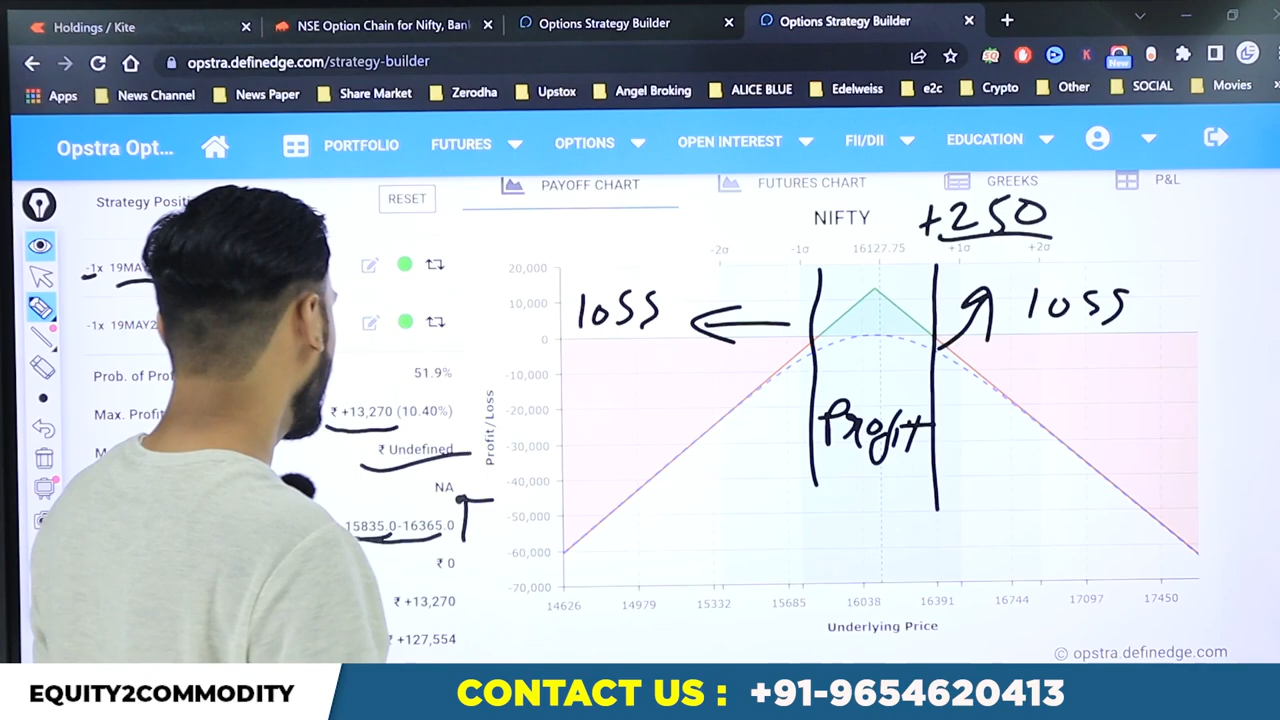 Holdings / Kite
NSE Option Chain for Nifty, Ban
Options Strategy Builder
Options Strategy Builder
opstra.definedge.com/strategy-builder
New
Apps News Channel News Paper Share Market Zerodha Upstox Angel Broking ALICE BLUE Edelweiss e2c Crypto Other SOCIAL Movies
Opstra Opt... PORTFOLIO FUTURES OPTIONS OPEN INTEREST FII/DII EDUCATION
Strategy Positi
RESET
PAYOFF CHART FUTURES CHART GREEKS P&L
NIFTY
+250
-2σ -1σ 16127.75 +1σ +2σ
-1x 19MA
-1x 19MAY2
Prob. of Prof
51.9%
Max. Profit
₹ +13,270 (10.40%)
₹ Undefined
NA
15835.0-16365.0
₹ 0
₹ +13,270
₹ +127,554
20,000
10,000
0
-10,000
-20,000
-30,000
-40,000
-50,000
-60,000
-70,000
Profit/Loss
loss
Profit
loss
14626 14979 15332 15685 16038 16391 16744 17097 17450
Underlying Price
© opstra.definedge.com
EQUITY2COMMODITY
CONTACT US : +91-9654620413